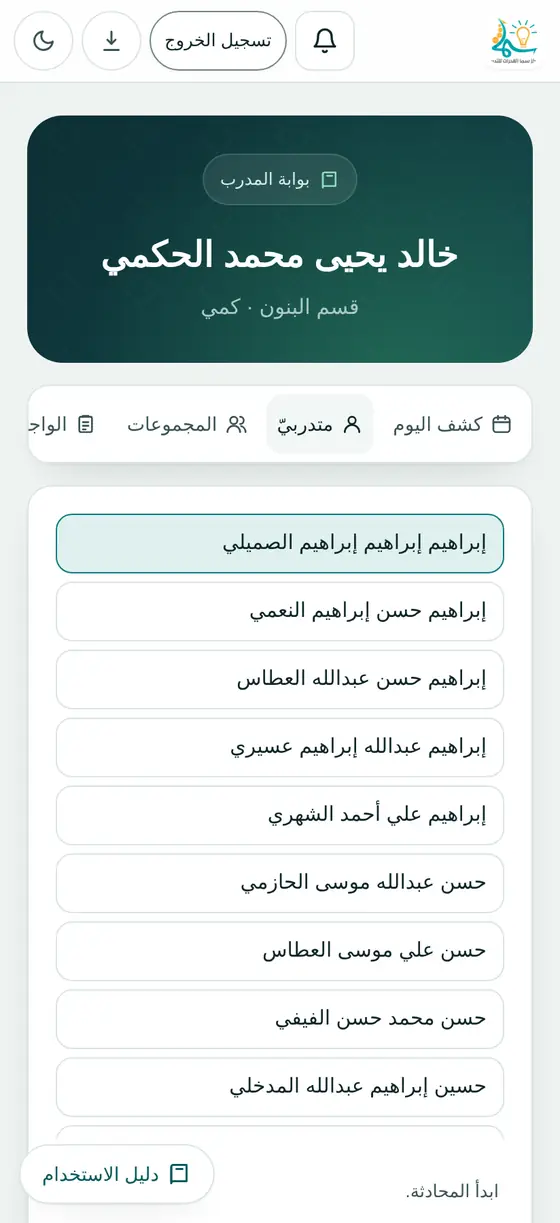 تسجيل الخروج
بوابة المدرب
خالد يحيى محمد الحكمي
قسم البنون · كمي
كشف اليوم
متدربيّ
المجموعات
الواج
إبراهيم إبراهيم إبراهيم الصميلي
إبراهيم حسن إبراهيم النعمي
إبراهيم حسن عبدالله العطاس
إبراهيم عبدالله إبراهيم عسيري
إبراهيم علي أحمد الشهري
حسن عبدالله موسى الحازمي
حسن علي موسى العطاس
حسن محمد حسن الفيفي
حسين إبراهيم عبدالله المدخلي
ابدأ المحادثة.
دليل الاستخدام